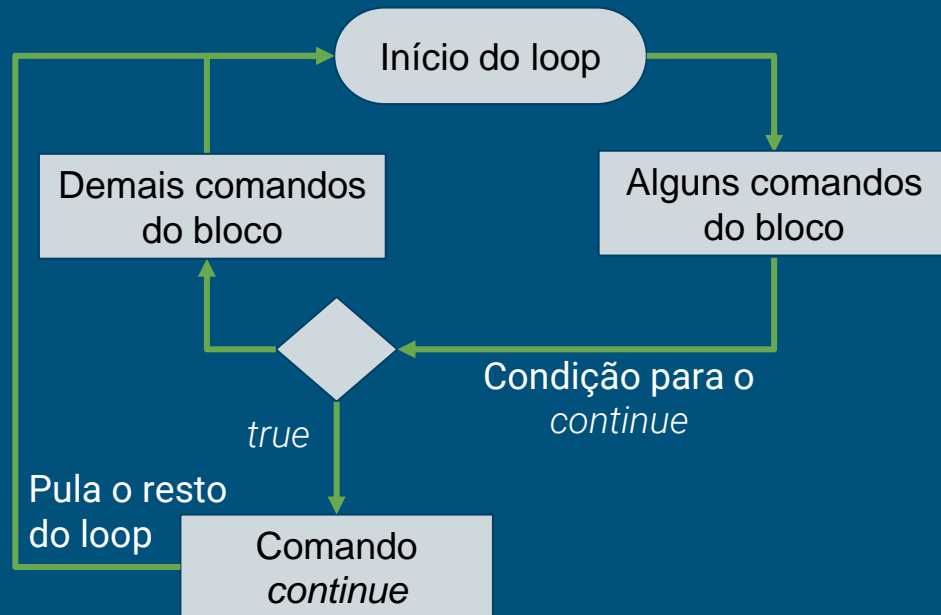 Início do loop
Demais comandos
do bloco
Alguns comandos
do bloco
Condição para o
continue
true
Pula o resto
do loop
Comando
continue